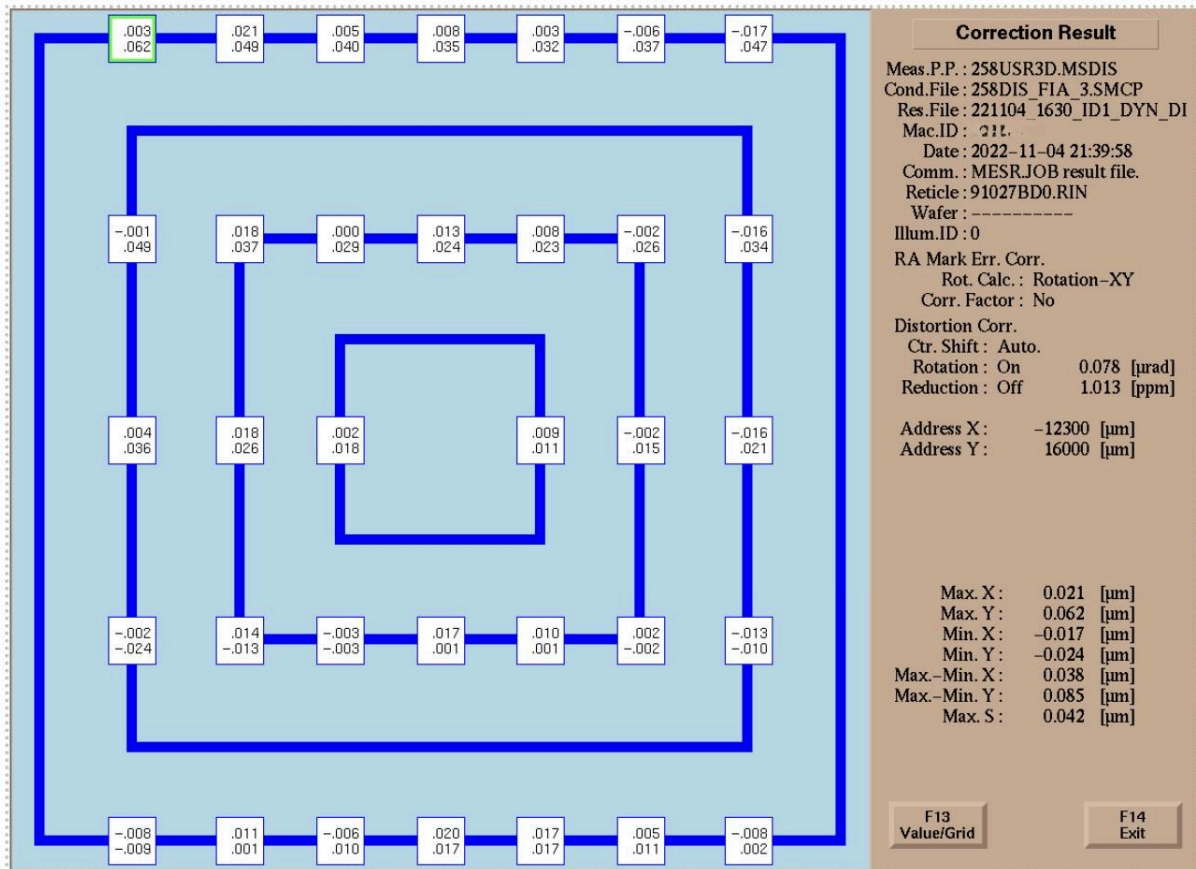 .003 .021 .005 .008 .003 -.006 -.017
.062 .049 .040 .035 .032 .037 .047
-.001 .018 .000 .013 .008 -.002 -.016
.049 .037 .029 .024 .023 .026 .034
.004 .018 .002 .009 -.002 -.016
.036 .026 .018 .011 .015 .021
-.002 .014 -.003 .017 .010 .002 -.013
-.024 -.013 -.003 .001 .001 -.002 -.010
-.008 .011 -.006 .020 .017 .005 -.008
-.009 .001 .010 .017 .017 .011 .002
Correction Result
Meas.P.P. : 258USR3D.MSDIS
Cond.File : 258DIS_FIA_3.SMCP
Res.File : 221104_1630_ID1_DYN_DI
Mac.ID :
Date : 2022-11-04 21:39:58
Comm. : MESR.JOB result file.
Reticle : 91027BD0.RIN
Wafer : ----------
Illum.ID : 0
RA Mark Err. Corr.
Rot. Calc. : Rotation-XY
Corr. Factor : No
Distortion Corr.
Ctr. Shift : Auto.
Rotation : On 0.078 [μrad]
Reduction : Off 1.013 [ppm]
Address X : -12300 [μm]
Address Y : 16000 [μm]
Max. X : 0.021 [μm]
Max. Y : 0.062 [μm]
Min. X : -0.017 [μm]
Min. Y : -0.024 [μm]
Max.-Min. X : 0.038 [μm]
Max.-Min. Y : 0.085 [μm]
Max. S : 0.042 [μm]
F13
Value/Grid
F14
Exit